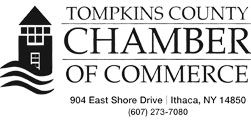 TOMPKINS COUNTY
CHAMBER
OF COMMERCE
904 East Shore Drive | Ithaca, NY 14850
(607) 273-7080